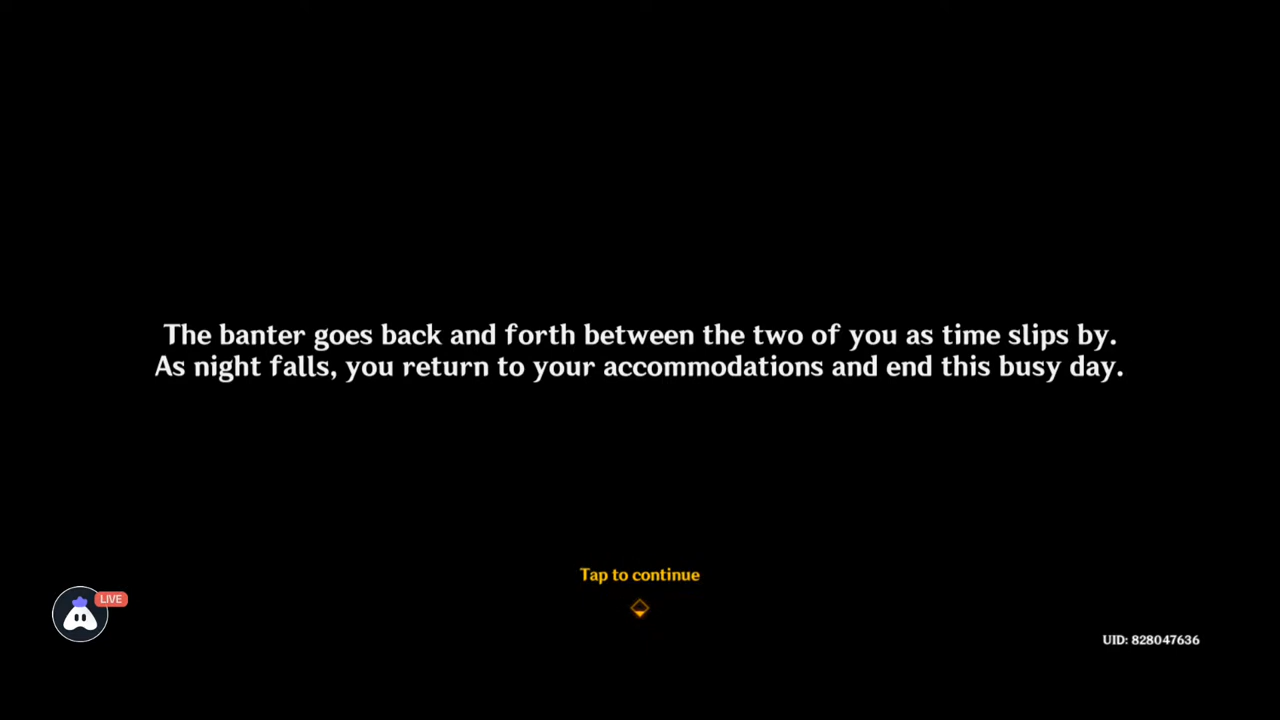 The banter goes back and forth between the two of you as time slips by.
As night falls, you return to your accommodations and end this busy day.
Tap to continue
LIVE
UID: 828047636